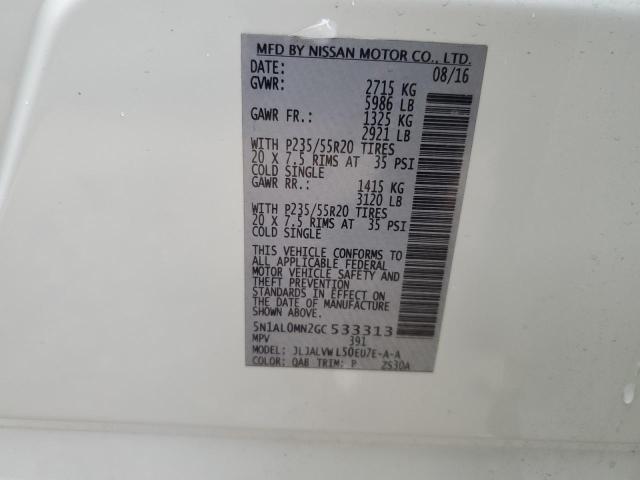 MFD BY NISSAN MOTOR CO., LTD.
DATE: 08/16
GVWR: 2715 KG
5986 LB
GAWR FR.: 1325 KG
2921 LB
WITH P235/55R20 TIRES
20 X 7.5 RIMS AT 35 PSI
COLD SINGLE
GAWR RR.: 1415 KG
3120 LB
WITH P235/55R20 TIRES
20 X 7.5 RIMS AT 35 PSI
COLD SINGLE
THIS VEHICLE CONFORMS TO
ALL APPLICABLE FEDERAL
MOTOR VEHICLE SAFETY AND
THEFT PREVENTION
STANDARDS IN EFFECT ON
THE DATE OF MANUFACTURE
SHOWN ABOVE.
5N1AL0MN2GC533313
MPV 391
MODEL: JLJALVWL50EU7E-A-A
COLOR: QAB TRIM: P 2S30A